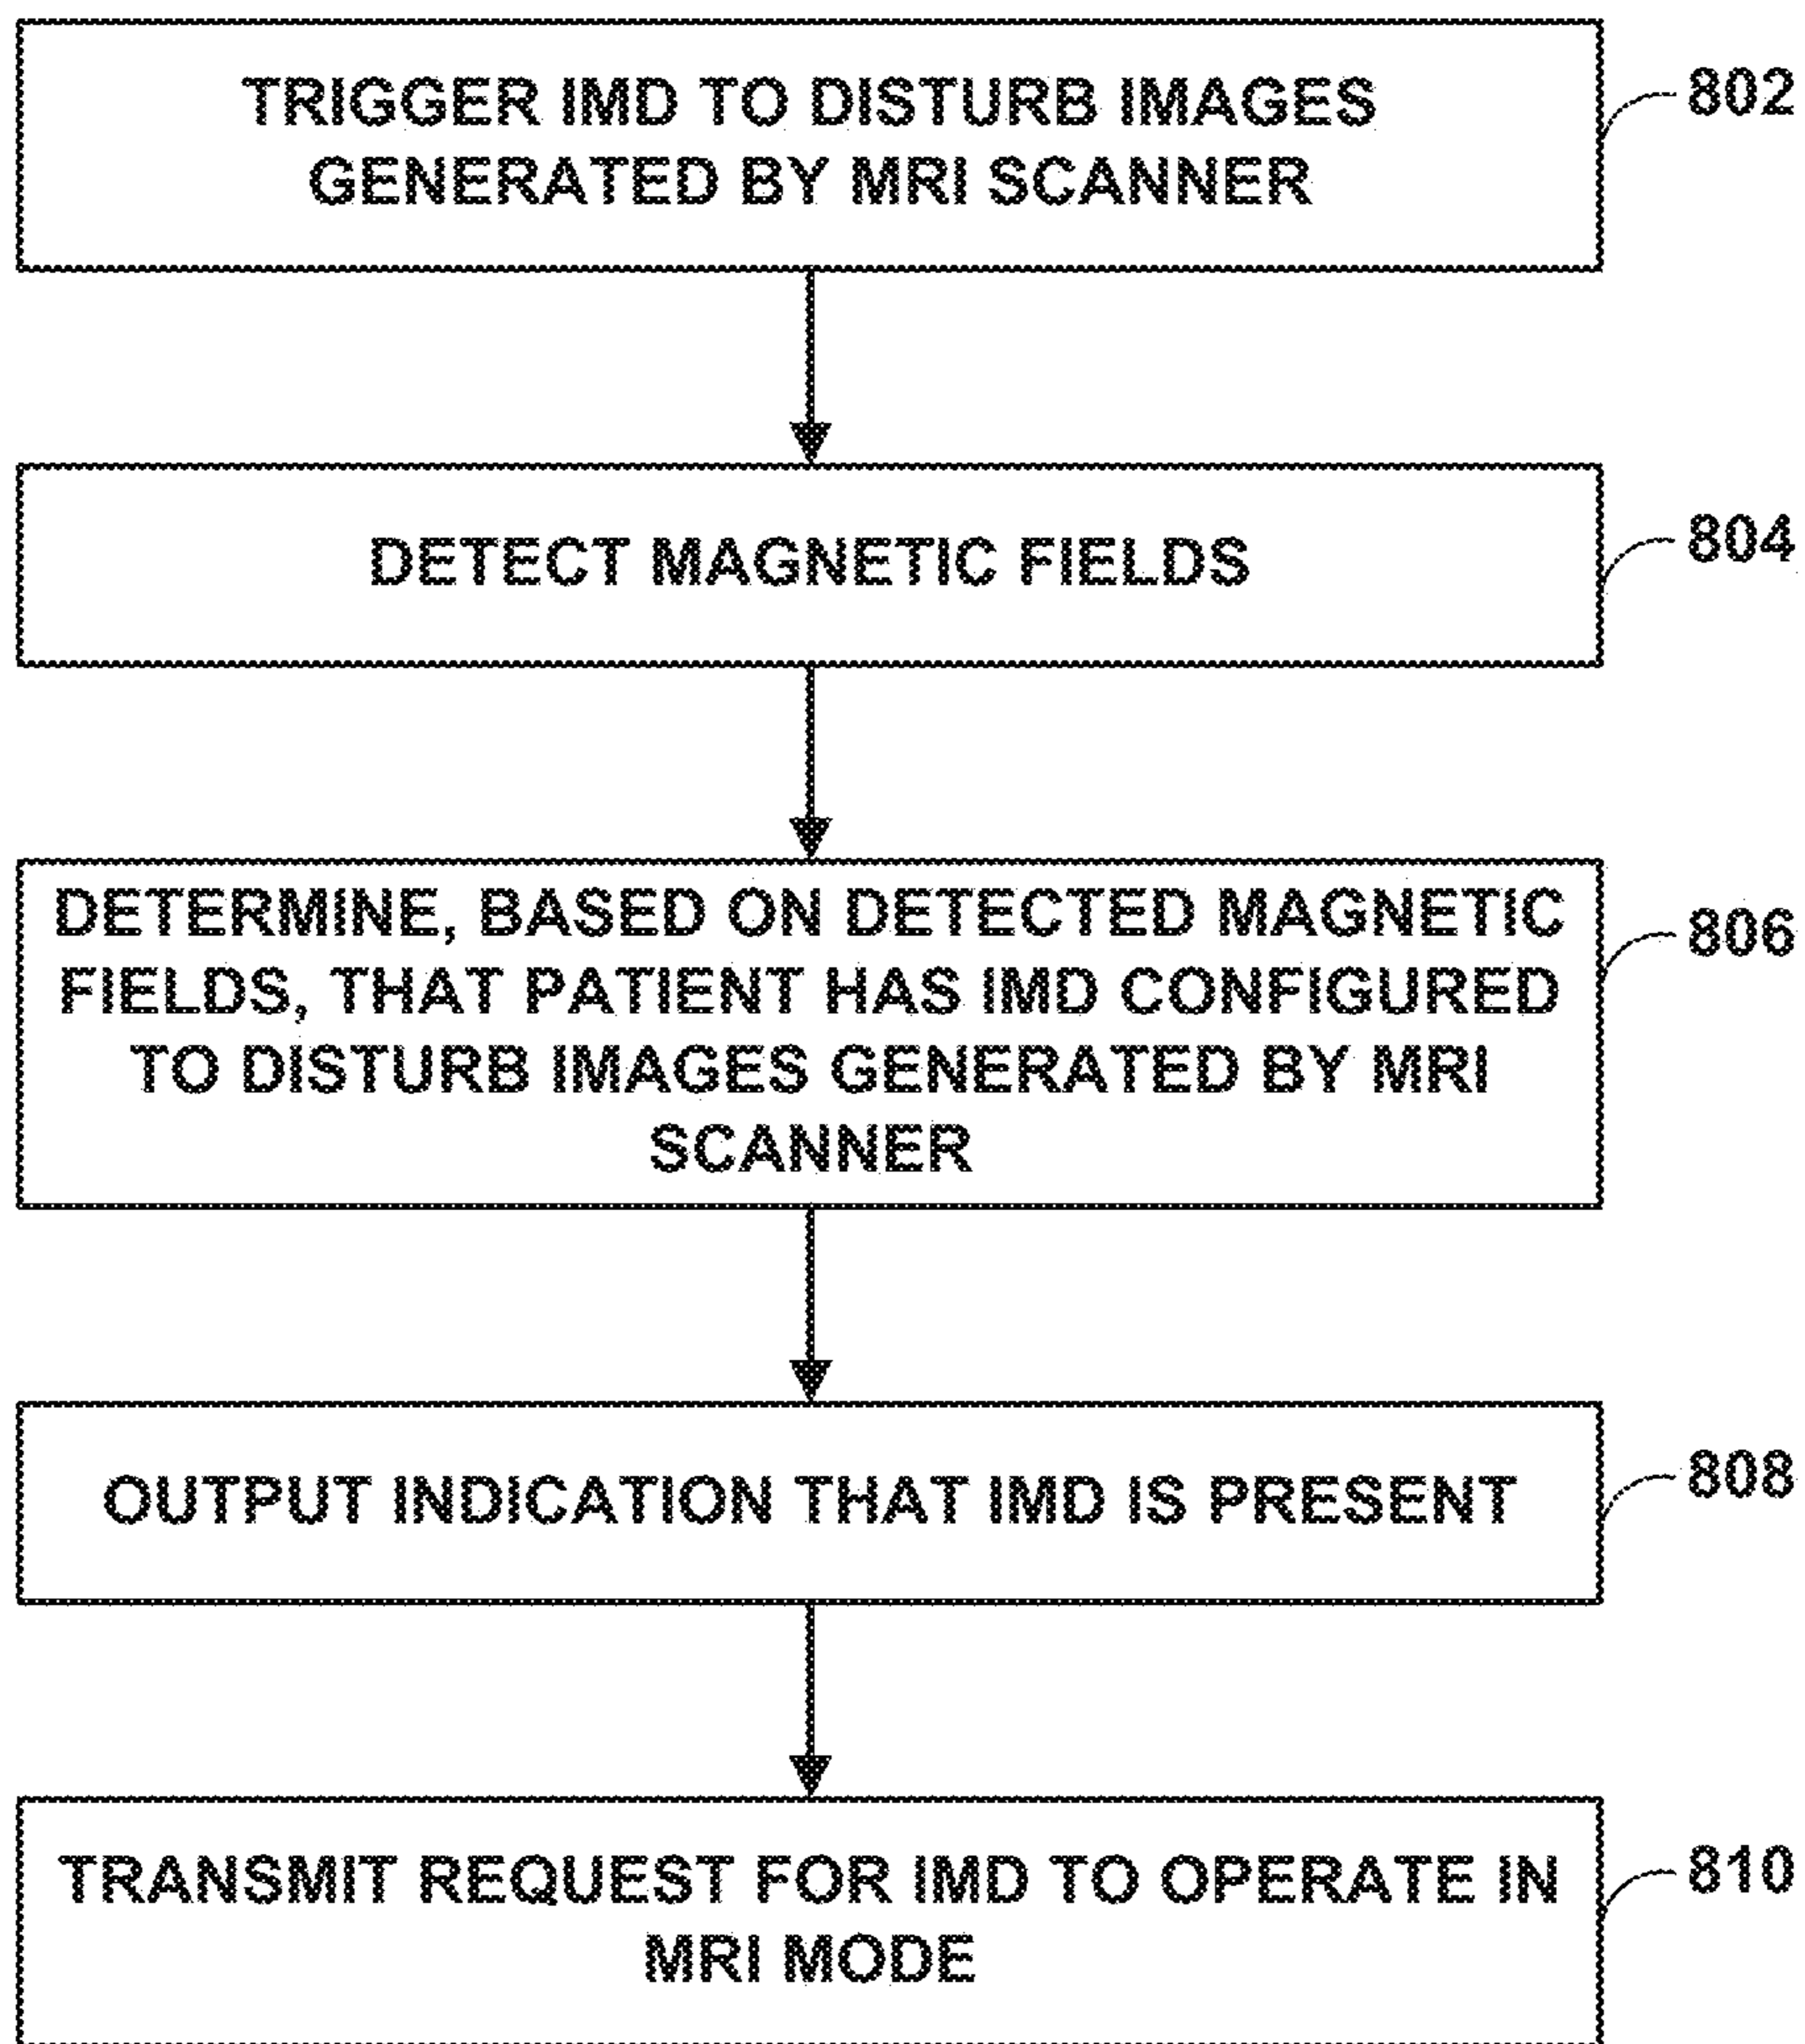 TRIGGER IMD TO DISTURB IMAGES
GENERATED BY MRI SCANNER
802
DETECT MAGNETIC FIELDS
804
DETERMINE, BASED ON DETECTED MAGNETIC
FIELDS, THAT PATIENT HAS IMD CONFIGURED
TO DISTURB IMAGES GENERATED BY MRI
SCANNER
806
OUTPUT INDICATION THAT IMD IS PRESENT
808
TRANSMIT REQUEST FOR IMD TO OPERATE IN
MRI MODE
810